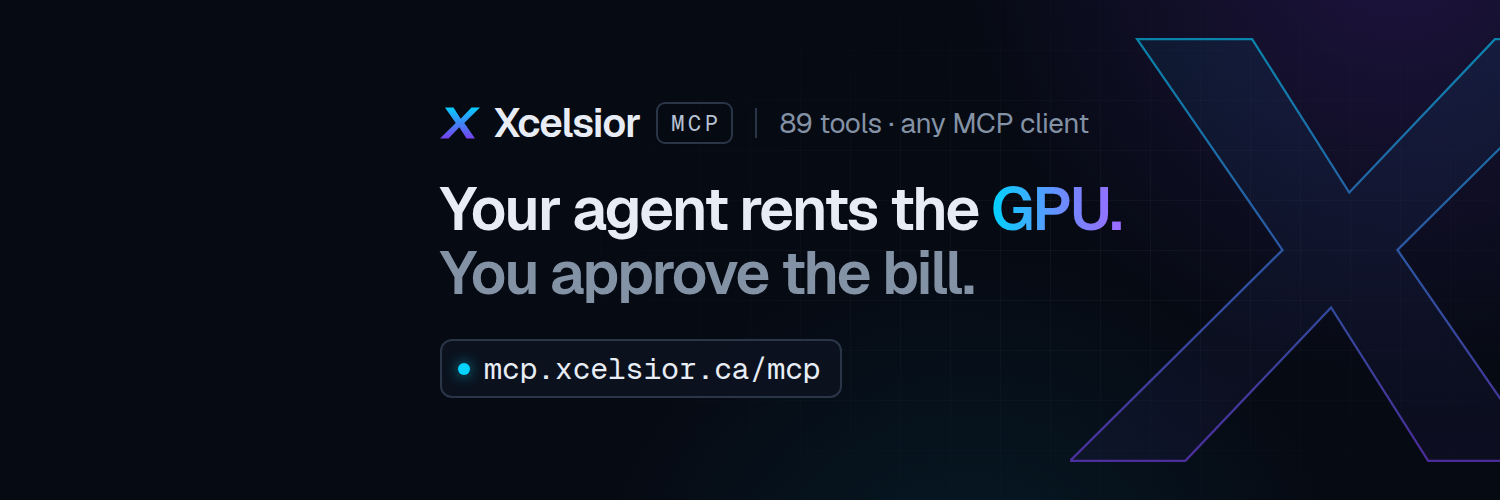 Xcelsior MCP | 89 tools · any MCP client
Your agent rents the GPU.
You approve the bill.
mcp.xcelsior.ca/mcp